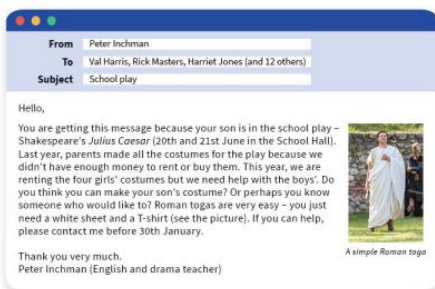 From Peter Inchman
To Val Harris, Rick Masters, Harriet Jones (and 12 others)
Subject School play
Hello,
You are getting this message because your son is in the school play –
Shakespeare's Julius Caesar (20th and 21st June in the School Hall).
Last year, parents made all the costumes for the play because we
didn't have enough money to rent or buy them. This year, we are
renting the four girls' costumes but we need help with the boys'. Do
you think you can make your son's costume? Or perhaps you know
someone who would like to? Roman togas are very easy – you just
need a white sheet and a T-shirt (see the picture). If you can help,
please contact me before 30th January.
A simple Roman toga
Thank you very much.
Peter Inchman (English and drama teacher)